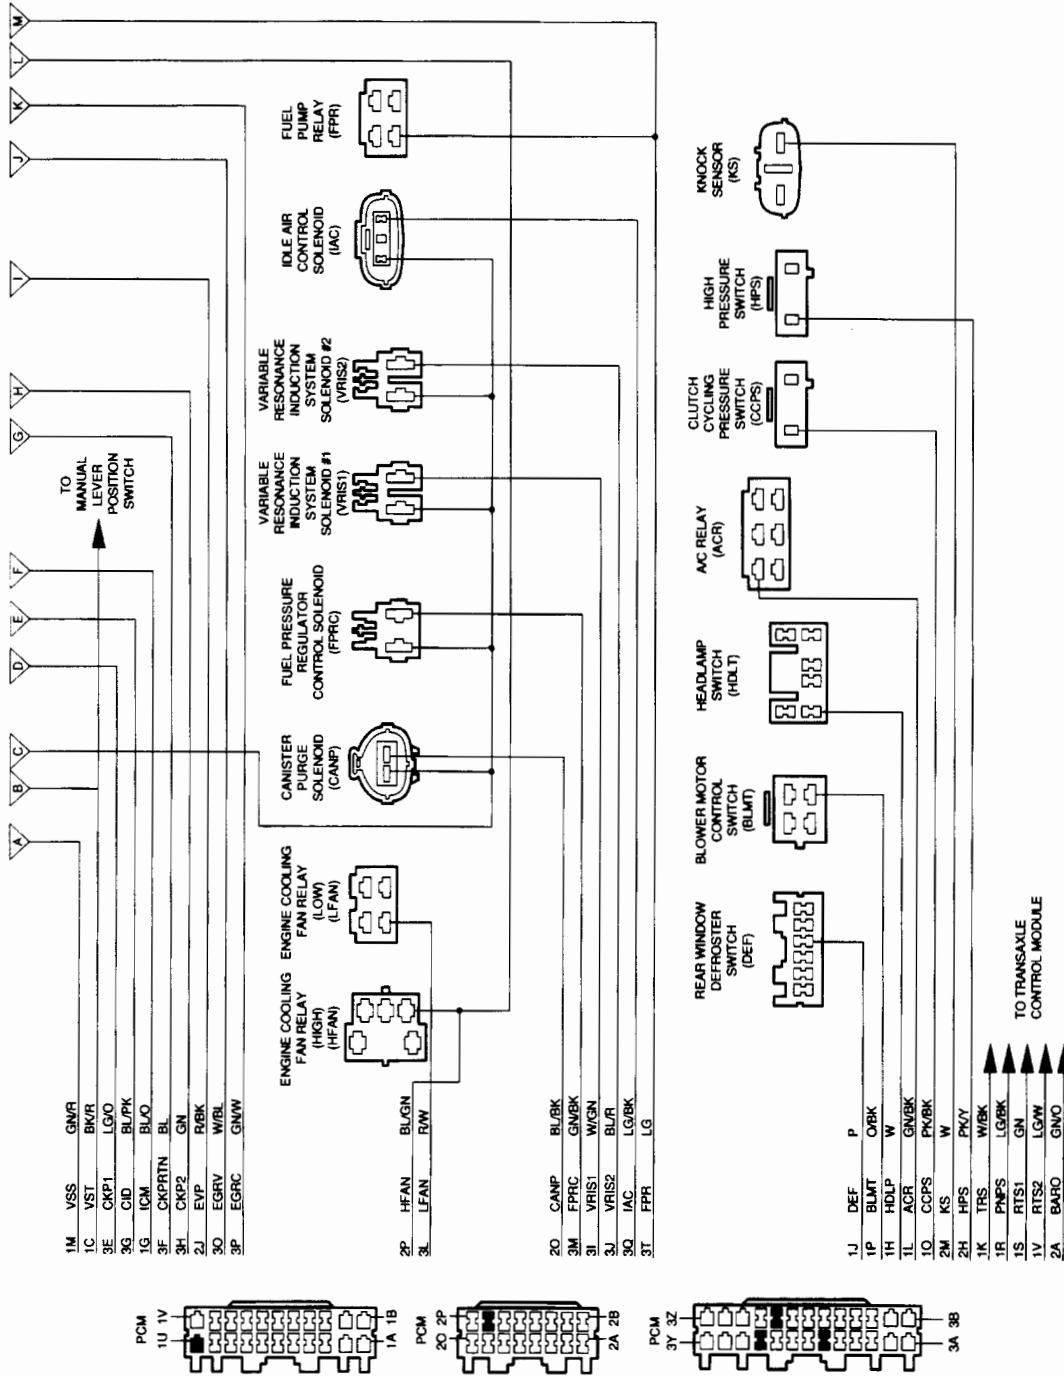 M
L
K
J
I
H
G
F
E
D
C
B
A
TO
MANUAL
LEVER
POSITION
SWITCH
1M VSS GN/R
1C VST BK/R
3E CKP1 LG/O
3G CID BL/PK
1G ICM BL/O
3F CKPRTN BL
3H CKP2 GN
2J EVP R/BK
3O EGRV W/BL
3P EGRC GN/W
2P HFAN BL/GN
3L LFAN R/W
2O CANP BL/BK
3M FPRC GN/BK
3I VRIS1 W/GN
3J VRIS2 BL/R
3Q IAC LG/BK
3T FPR LG
1J DEF P
1P BLMT O/BK
1H HDLP W
1L ACR GN/BK
1O CCPS PK/BK
2M KS W
2H HPS PK/Y
1K TRS W/BK
1R PNPS LG/BK
1S RTS1 GN
1V RTS2 LG/W
2A BARO GN/O
ENGINE COOLING
FAN RELAY
(HIGH)
(HFAN)
ENGINE COOLING
FAN RELAY
(LOW)
(LFAN)
CANISTER
PURGE
SOLENOID
(CANP)
FUEL PRESSURE
REGULATOR
CONTROL SOLENOID
(FPRC)
VARIABLE
RESONANCE
INDUCTION
SYSTEM
SOLENOID #1
(VRIS1)
VARIABLE
RESONANCE
INDUCTION
SYSTEM
SOLENOID #2
(VRIS2)
IDLE AIR
CONTROL
SOLENOID
(IAC)
FUEL
PUMP
RELAY
(FPR)
REAR WINDOW
DEFROSTER
SWITCH
(DEF)
BLOWER MOTOR
CONTROL
SWITCH
(BLMT)
HEADLAMP
SWITCH
(HDLT)
A/C RELAY
(ACR)
CLUTCH
CYCLING
PRESSURE
SWITCH
(CCPS)
HIGH
PRESSURE
SWITCH
(HPS)
KNOCK
SENSOR
(KS)
TO TRANSAXLE
CONTROL MODULE
PCM
1U 1V
1A 1B
PCM
2O 2P
2A 2B
PCM
3Y 3Z
3A 3B